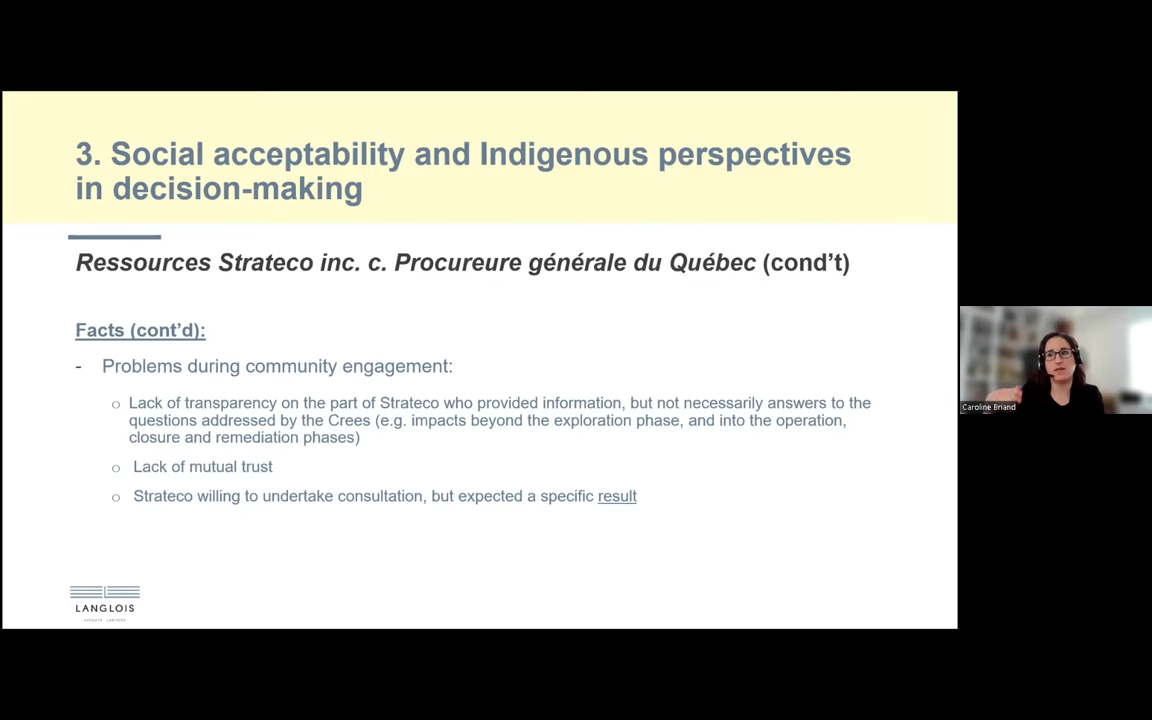 3. Social acceptability and Indigenous perspectives
in decision-making
Ressources Strateco inc. c. Procureure générale du Québec (cond't)
Facts (cont'd):
- Problems during community engagement:
○ Lack of transparency on the part of Strateco who provided information, but not necessarily answers to the
questions addressed by the Crees (e.g. impacts beyond the exploration phase, and into the operation,
closure and remediation phases)
○ Lack of mutual trust
○ Strateco willing to undertake consultation, but expected a specific result
Caroline Briand
LANGLOIS